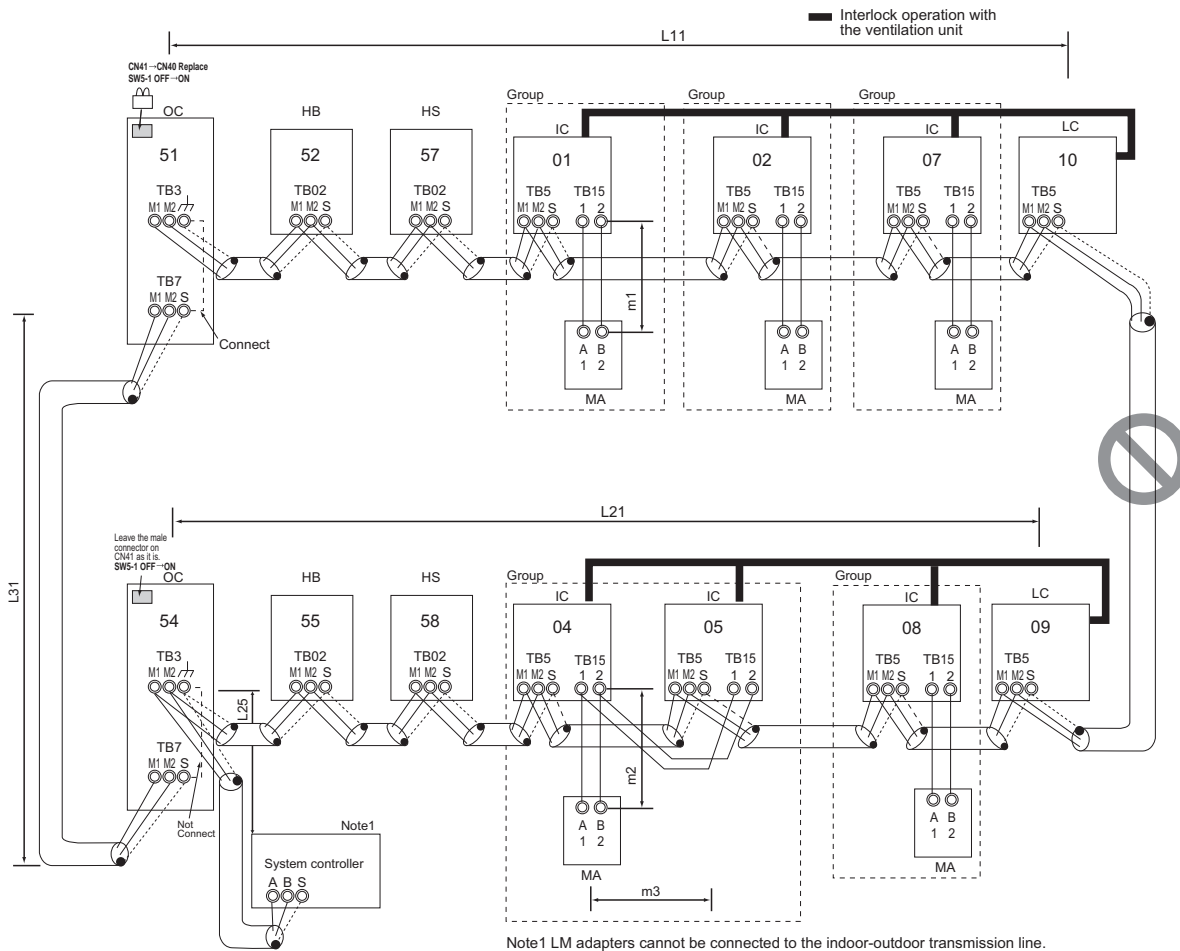 Interlock operation with
the ventilation unit
L11
CN41→CN40 Replace
SW5-1 OFF→ON
OC
HB
HS
Group
Group
Group
IC
IC
IC
LC
51
52
57
01
02
07
10
TB3
TB02
TB02
TB5 TB15
TB5 TB15
TB5 TB15
TB5
M1 M2
M1 M2 S
M1 M2 S
M1 M2 S 1 2
M1 M2 S 1 2
M1 M2 S 1 2
M1 M2 S
TB7
M1 M2 S
Connect
m1
A B
1 2
MA
A B
1 2
MA
A B
1 2
MA
L31
L21
Leave the male
connector on
CN41 as it is.
SW5-1 OFF→ON
OC
HB
HS
Group
Group
IC
IC
IC
LC
54
55
58
04
05
08
09
TB3
TB02
TB02
TB5 TB15
TB5 TB15
TB5 TB15
TB5
M1 M2
M1 M2 S
M1 M2 S
M1 M2 S 1 2
M1 M2 S 1 2
M1 M2 S 1 2
M1 M2 S
L25
TB7
M1 M2 S
Not
Connect
m2
Note1
System controller
A B S
A B
1 2
MA
m3
A B
1 2
MA
Note1 LM adapters cannot be connected to the indoor-outdoor transmission line.